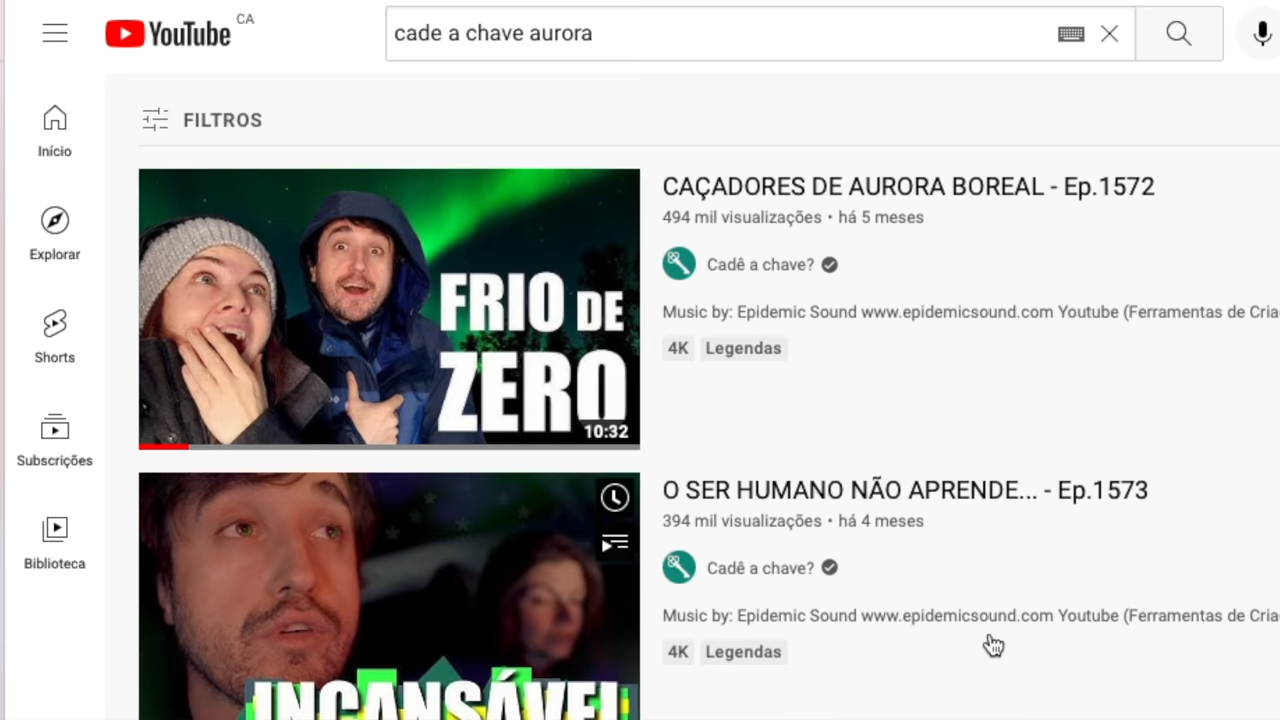 YouTube CA
cade a chave aurora
FILTROS
Início
Explorar
Shorts
Subscrições
Biblioteca
FRIO DE
ZERO
10:32
CAÇADORES DE AURORA BOREAL - Ep.1572
494 mil visualizações • há 5 meses
Cadê a chave?
Music by: Epidemic Sound www.epidemicsound.com Youtube (Ferramentas de Cria
4K Legendas
INCANSÁVEL
O SER HUMANO NÃO APRENDE... - Ep.1573
394 mil visualizações • há 4 meses
Cadê a chave?
Music by: Epidemic Sound www.epidemicsound.com Youtube (Ferramentas de Cria
4K Legendas